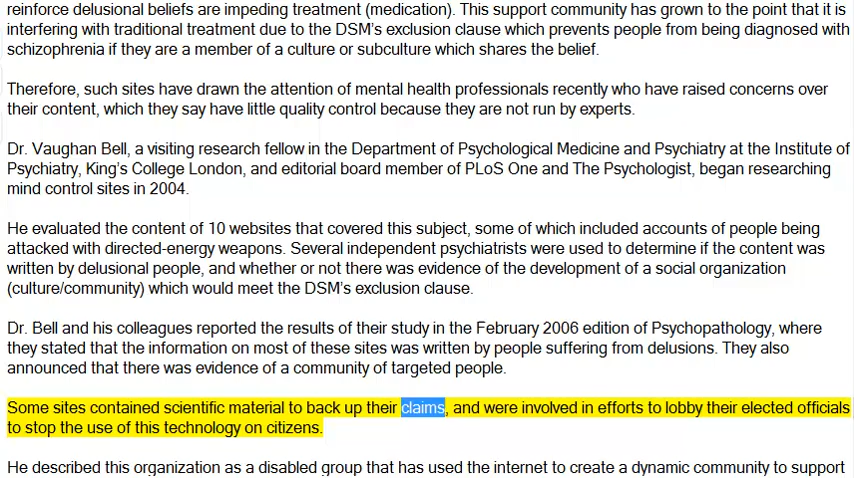 reinforce delusional beliefs are impeding treatment (medication). This support community has grown to the point that it is
interfering with traditional treatment due to the DSM's exclusion clause which prevents people from being diagnosed with
schizophrenia if they are a member of a culture or subculture which shares the belief.
Therefore, such sites have drawn the attention of mental health professionals recently who have raised concerns over
their content, which they say have little quality control because they are not run by experts.
Dr. Vaughan Bell, a visiting research fellow in the Department of Psychological Medicine and Psychiatry at the Institute of
Psychiatry, King's College London, and editorial board member of PLoS One and The Psychologist, began researching
mind control sites in 2004.
He evaluated the content of 10 websites that covered this subject, some of which included accounts of people being
attacked with directed-energy weapons. Several independent psychiatrists were used to determine if the content was
written by delusional people, and whether or not there was evidence of the development of a social organization
(culture/community) which would meet the DSM's exclusion clause.
Dr. Bell and his colleagues reported the results of their study in the February 2006 edition of Psychopathology, where
they stated that the information on most of these sites was written by people suffering from delusions. They also
announced that there was evidence of a community of targeted people.
Some sites contained scientific material to back up their claims, and were involved in efforts to lobby their elected officials
to stop the use of this technology on citizens.
He described this organization as a disabled group that has used the internet to create a dynamic community to support